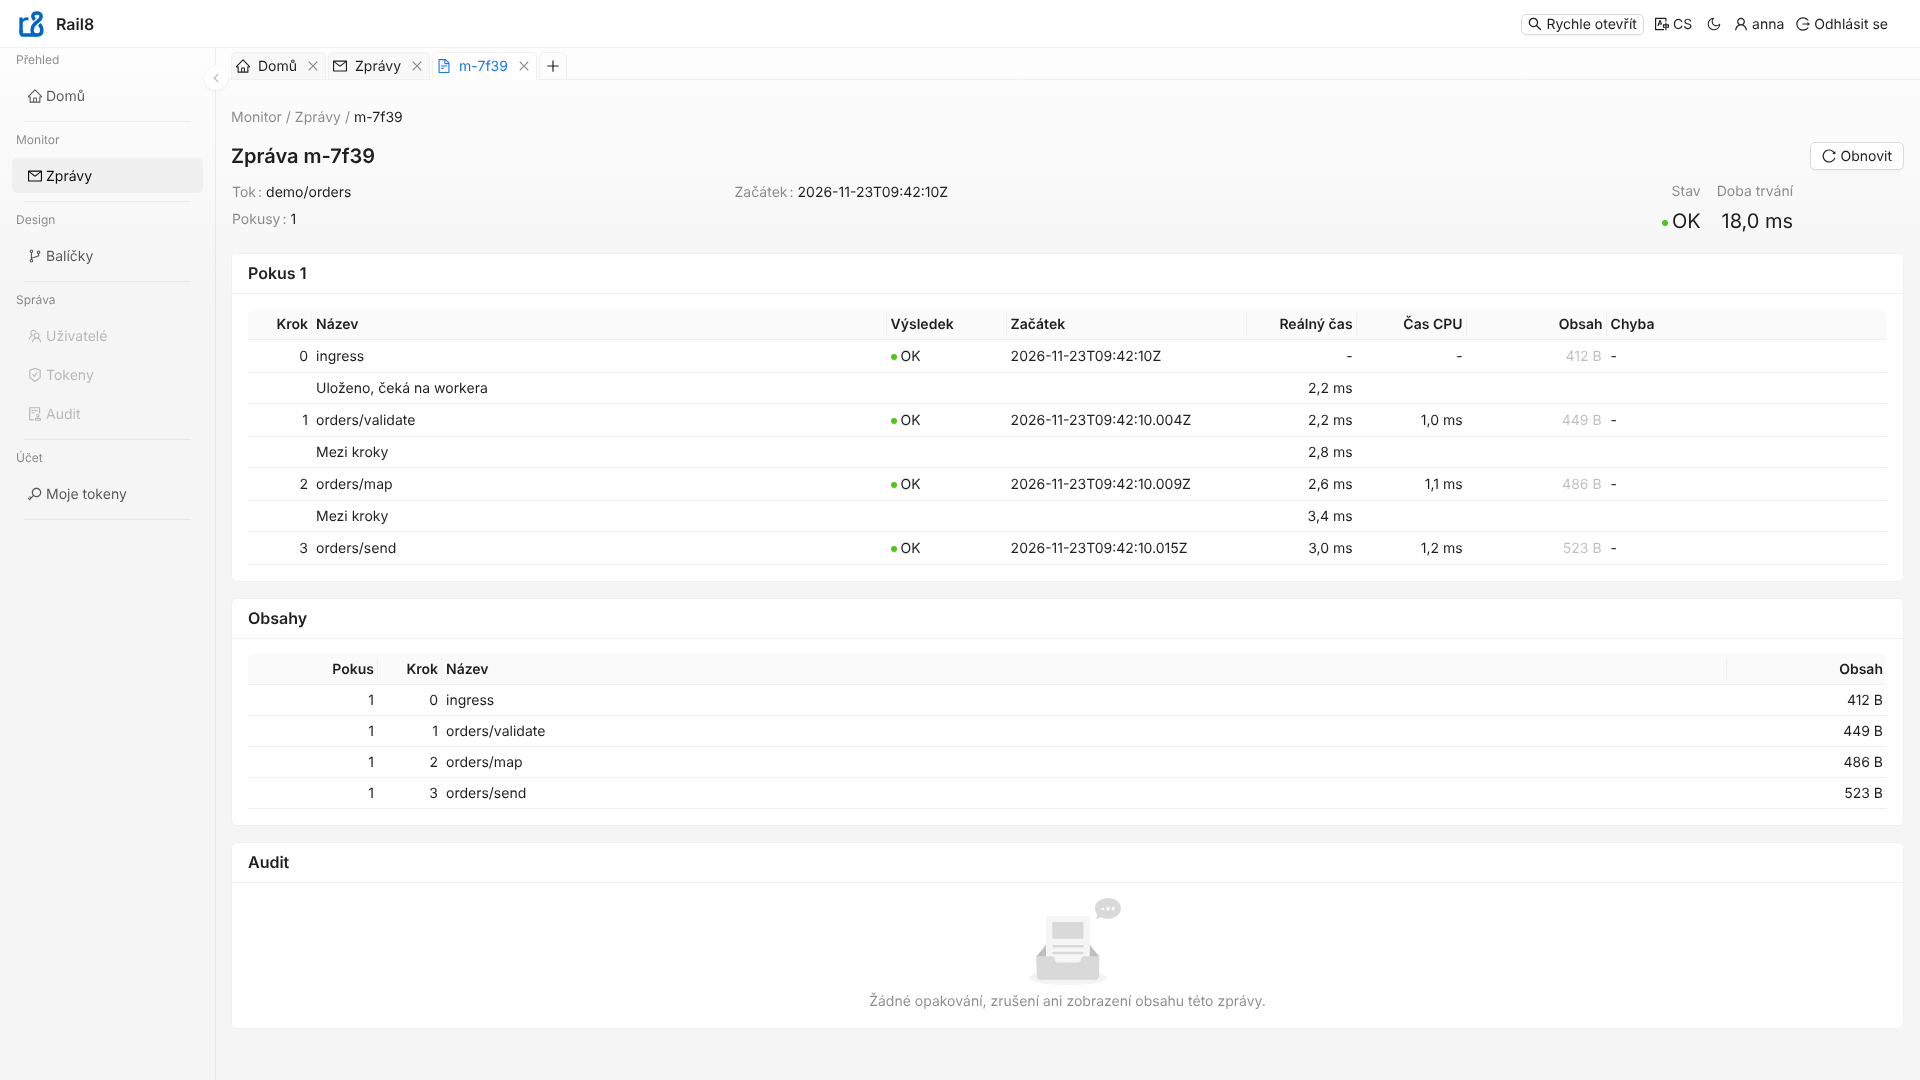 Rail8
Rychle otevřít CS anna Odhlásit se
Přehled
Domů
Monitor
Zprávy
Design
Balíčky
Správa
Uživatelé
Tokeny
Audit
Účet
Moje tokeny
Domů Zprávy m-7f39
Monitor / Zprávy / m-7f39
Zpráva m-7f39
Obnovit
Tok : demo/orders
Začátek : 2026-11-23T09:42:10Z
Pokusy : 1
Stav Doba trvání
OK 18,0 ms
Pokus 1
Krok Název Výsledek Začátek Reálný čas Čas CPU Obsah Chyba
0 ingress OK 2026-11-23T09:42:10Z - - 412 B -
Uloženo, čeká na workera 2,2 ms
1 orders/validate OK 2026-11-23T09:42:10.004Z 2,2 ms 1,0 ms 449 B -
Mezi kroky 2,8 ms
2 orders/map OK 2026-11-23T09:42:10.009Z 2,6 ms 1,1 ms 486 B -
Mezi kroky 3,4 ms
3 orders/send OK 2026-11-23T09:42:10.015Z 3,0 ms 1,2 ms 523 B -
Obsahy
Pokus Krok Název Obsah
1 0 ingress 412 B
1 1 orders/validate 449 B
1 2 orders/map 486 B
1 3 orders/send 523 B
Audit
Žádné opakování, zrušení ani zobrazení obsahu této zprávy.